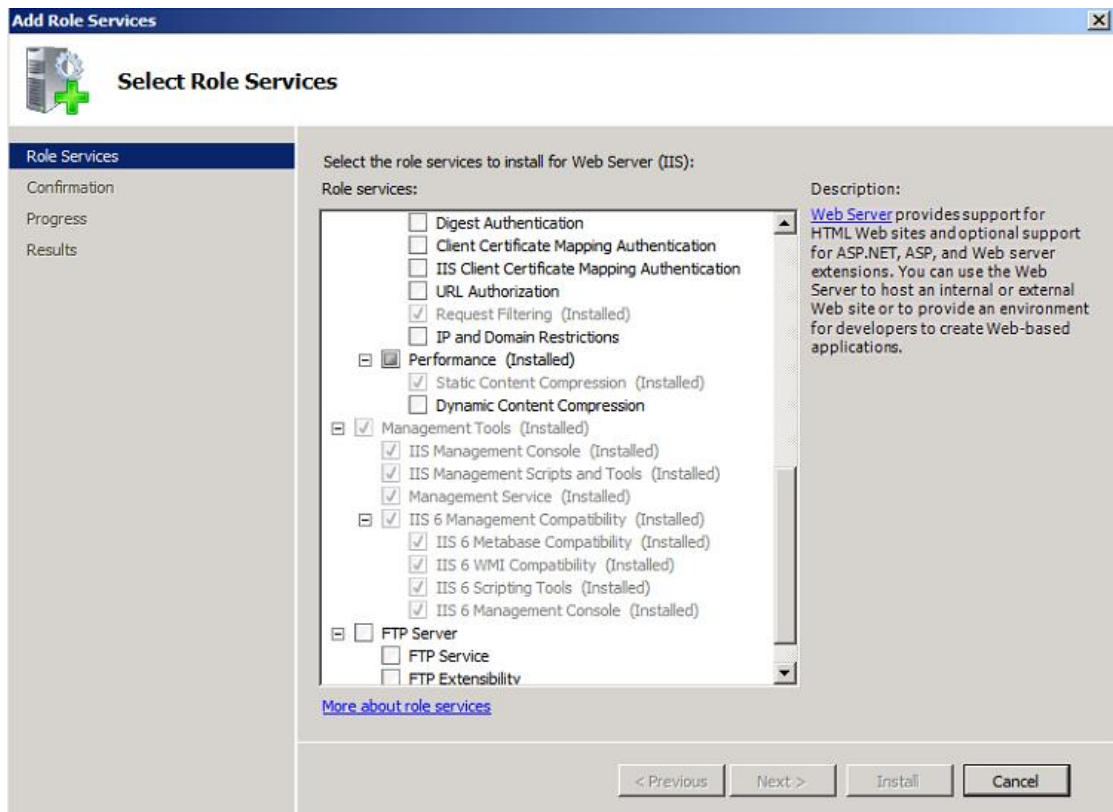 Add Role Services
Select Role Services
Role Services
Confirmation
Progress
Results
Select the role services to install for Web Server (IIS):
Role services:
Digest Authentication
Client Certificate Mapping Authentication
IIS Client Certificate Mapping Authentication
URL Authorization
Request Filtering (Installed)
IP and Domain Restrictions
Performance (Installed)
Static Content Compression (Installed)
Dynamic Content Compression
Management Tools (Installed)
IIS Management Console (Installed)
IIS Management Scripts and Tools (Installed)
Management Service (Installed)
IIS 6 Management Compatibility (Installed)
IIS 6 Metabase Compatibility (Installed)
IIS 6 WMI Compatibility (Installed)
IIS 6 Scripting Tools (Installed)
IIS 6 Management Console (Installed)
FTP Server
FTP Service
FTP Extensibility
More about role services
Description:
Web Server provides support for
HTML Web sites and optional support
for ASP.NET, ASP, and Web server
extensions. You can use the Web
Server to host an internal or external
Web site or to provide an environment
for developers to create Web-based
applications.
< Previous
Next >
Install
Cancel